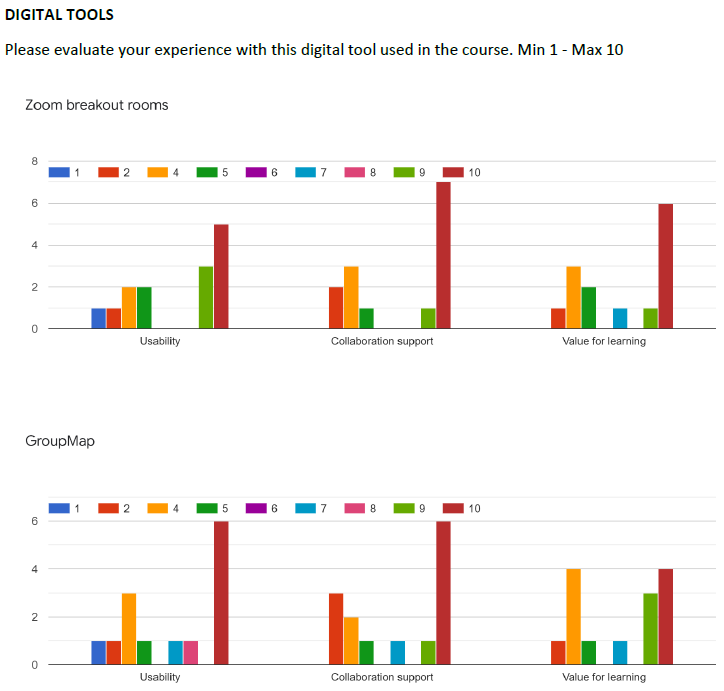 DIGITAL TOOLS
Please evaluate your experience with this digital tool used in the course. Min 1 - Max 10
Zoom breakout rooms
8
1 2 4 5 6 7 8 9 10
6
4
2
0
Usability Collaboration support Value for learning
GroupMap
1 2 4 5 6 7 8 9 10
6
4
2
0
Usability Collaboration support Value for learning